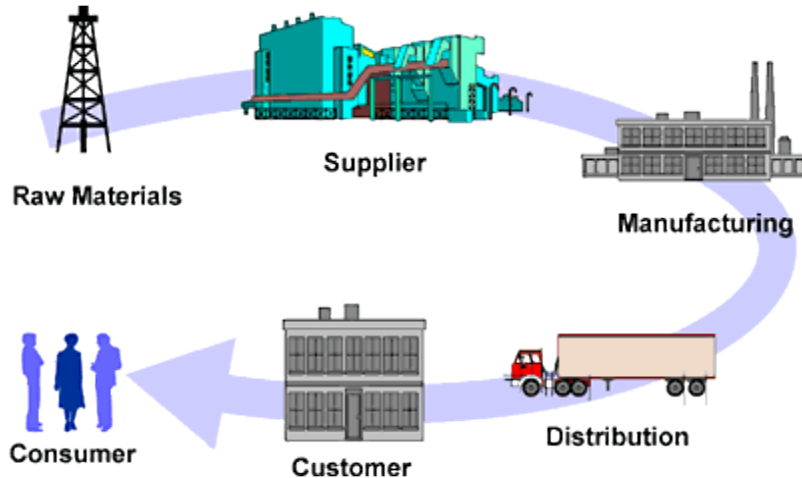 Raw Materials
Supplier
Manufacturing
Distribution
Customer
Consumer